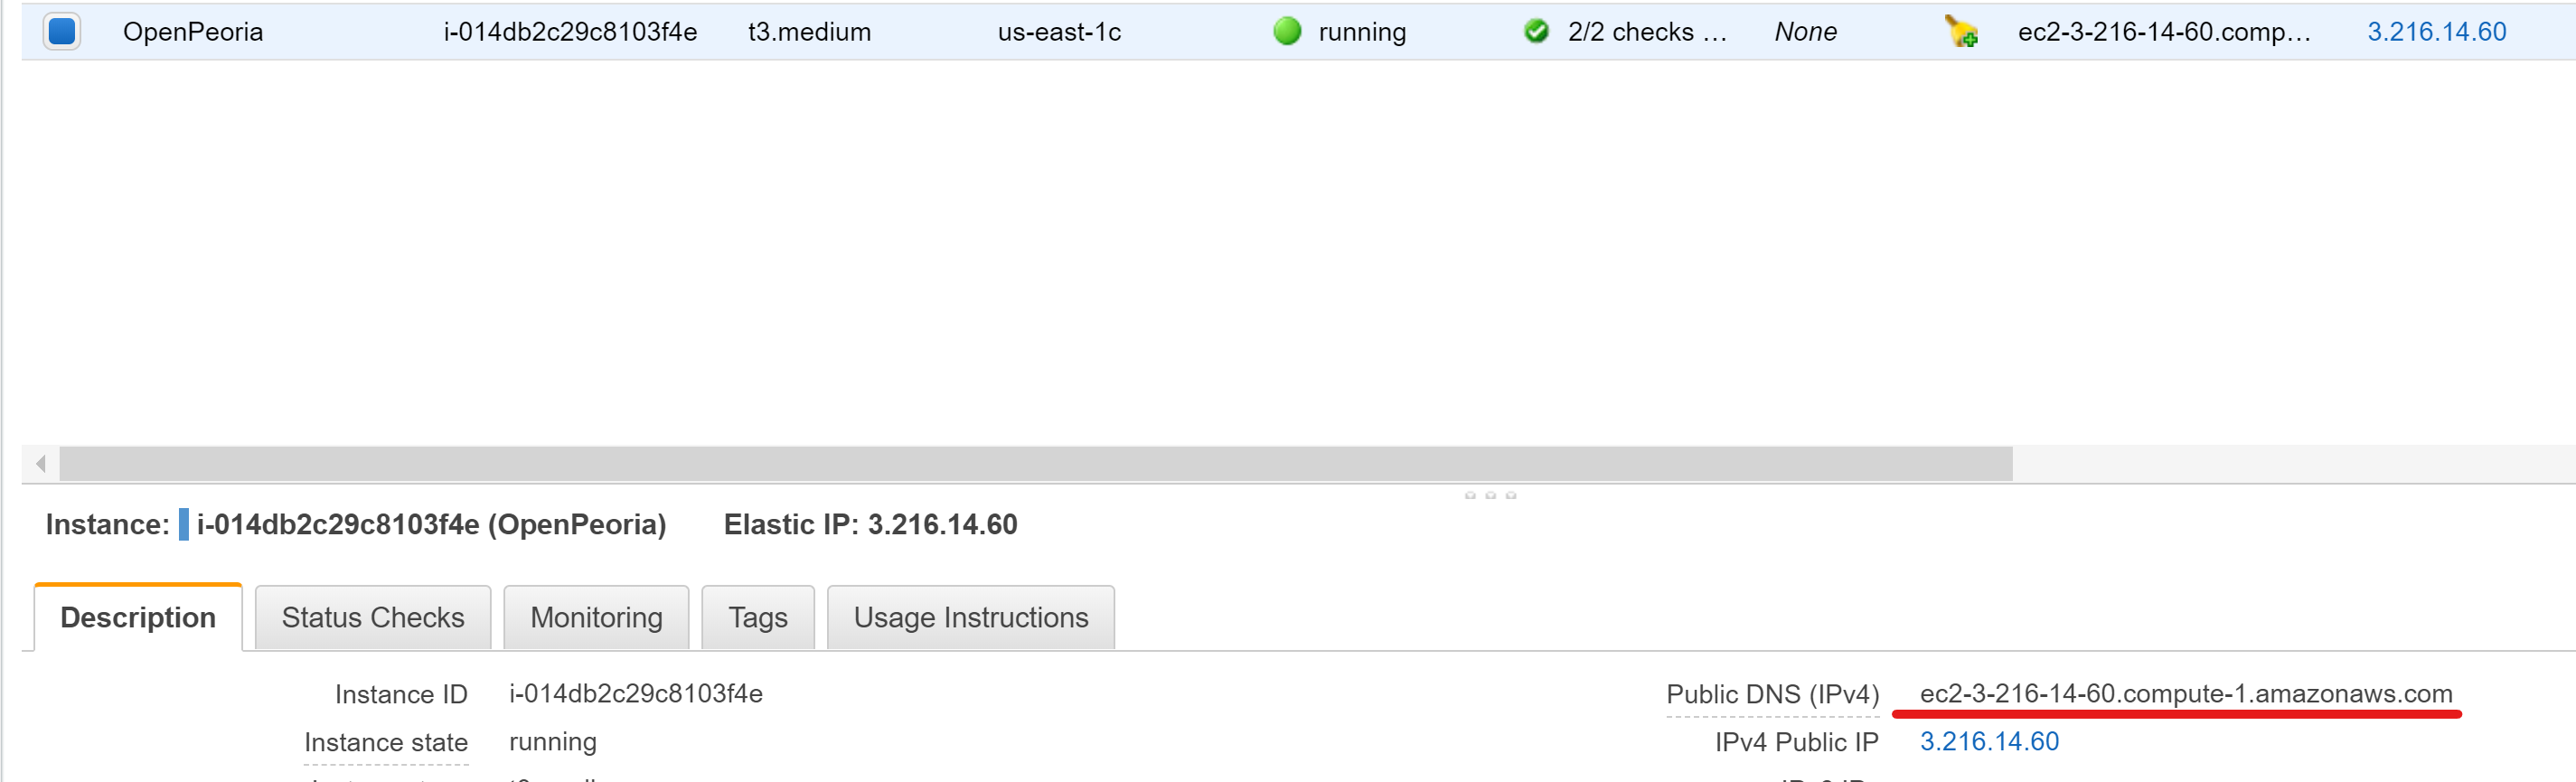 OpenPeoria i-014db2c29c8103f4e t3.medium us-east-1c running 2/2 checks ... None ec2-3-216-14-60.comp... 3.216.14.60
Instance: i-014db2c29c8103f4e (OpenPeoria) Elastic IP: 3.216.14.60
Description Status Checks Monitoring Tags Usage Instructions
Instance ID i-014db2c29c8103f4e Public DNS (IPv4) ec2-3-216-14-60.compute-1.amazonaws.com
Instance state running IPv4 Public IP 3.216.14.60